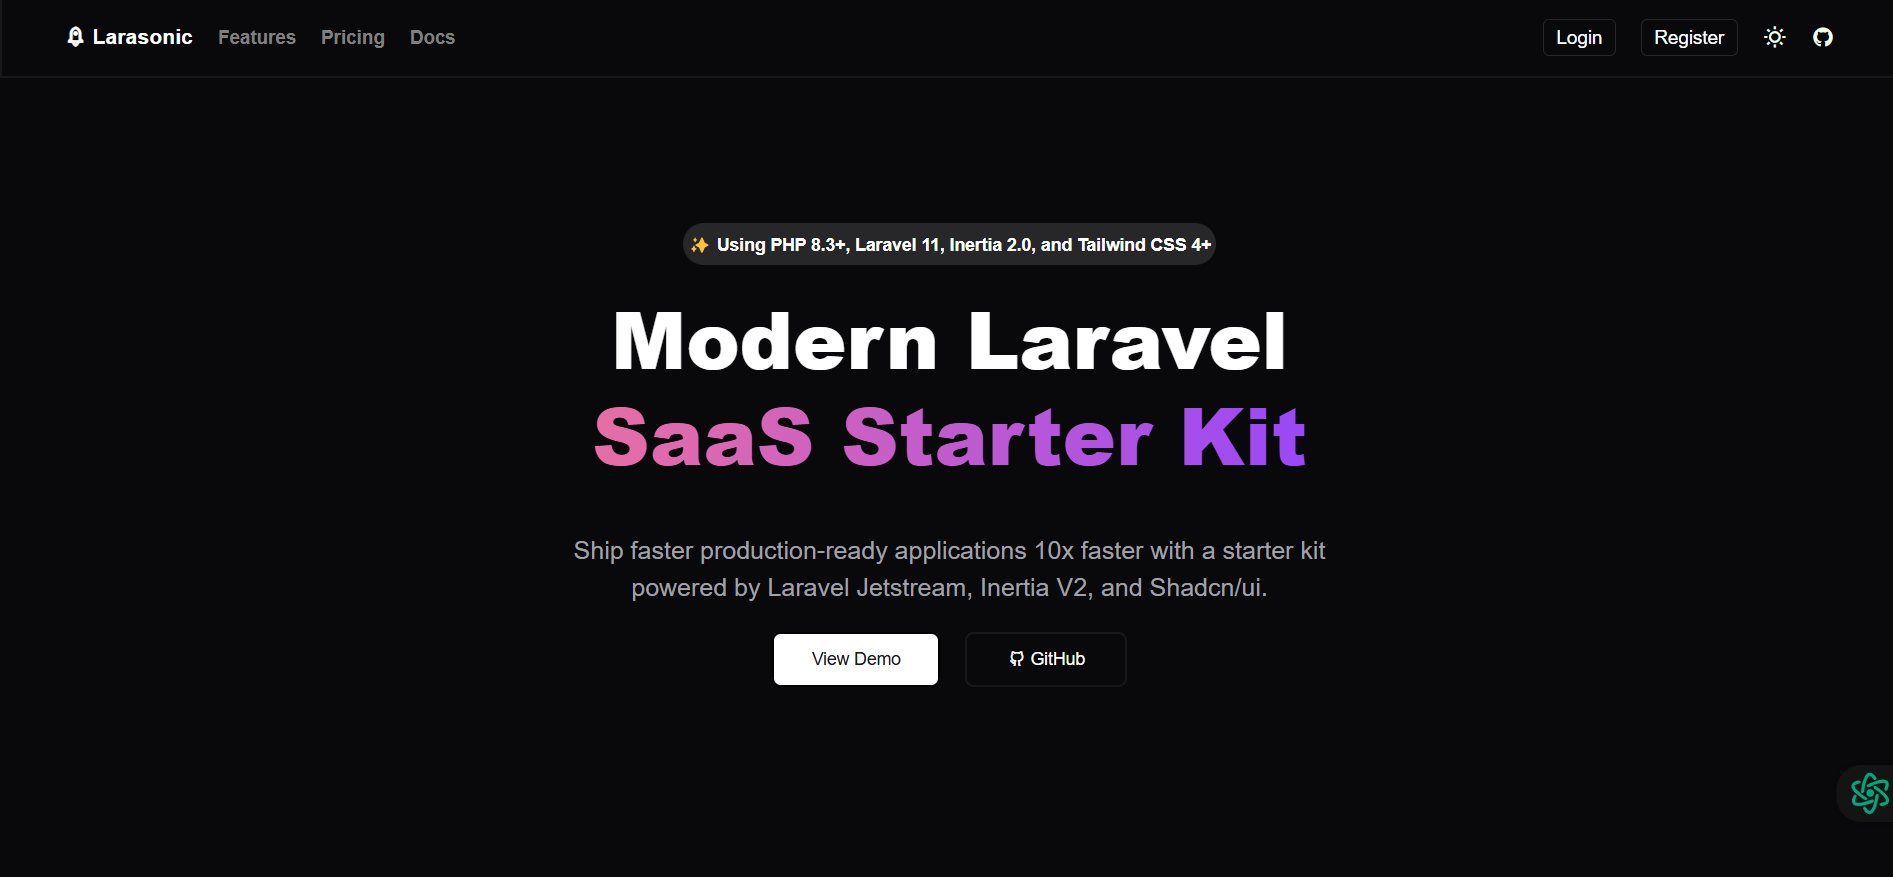 Larasonic Features Pricing Docs Login Register
✨ Using PHP 8.3+, Laravel 11, Inertia 2.0, and Tailwind CSS 4+
Modern Laravel
SaaS Starter Kit
Ship faster production-ready applications 10x faster with a starter kit
powered by Laravel Jetstream, Inertia V2, and Shadcn/ui.
View Demo GitHub